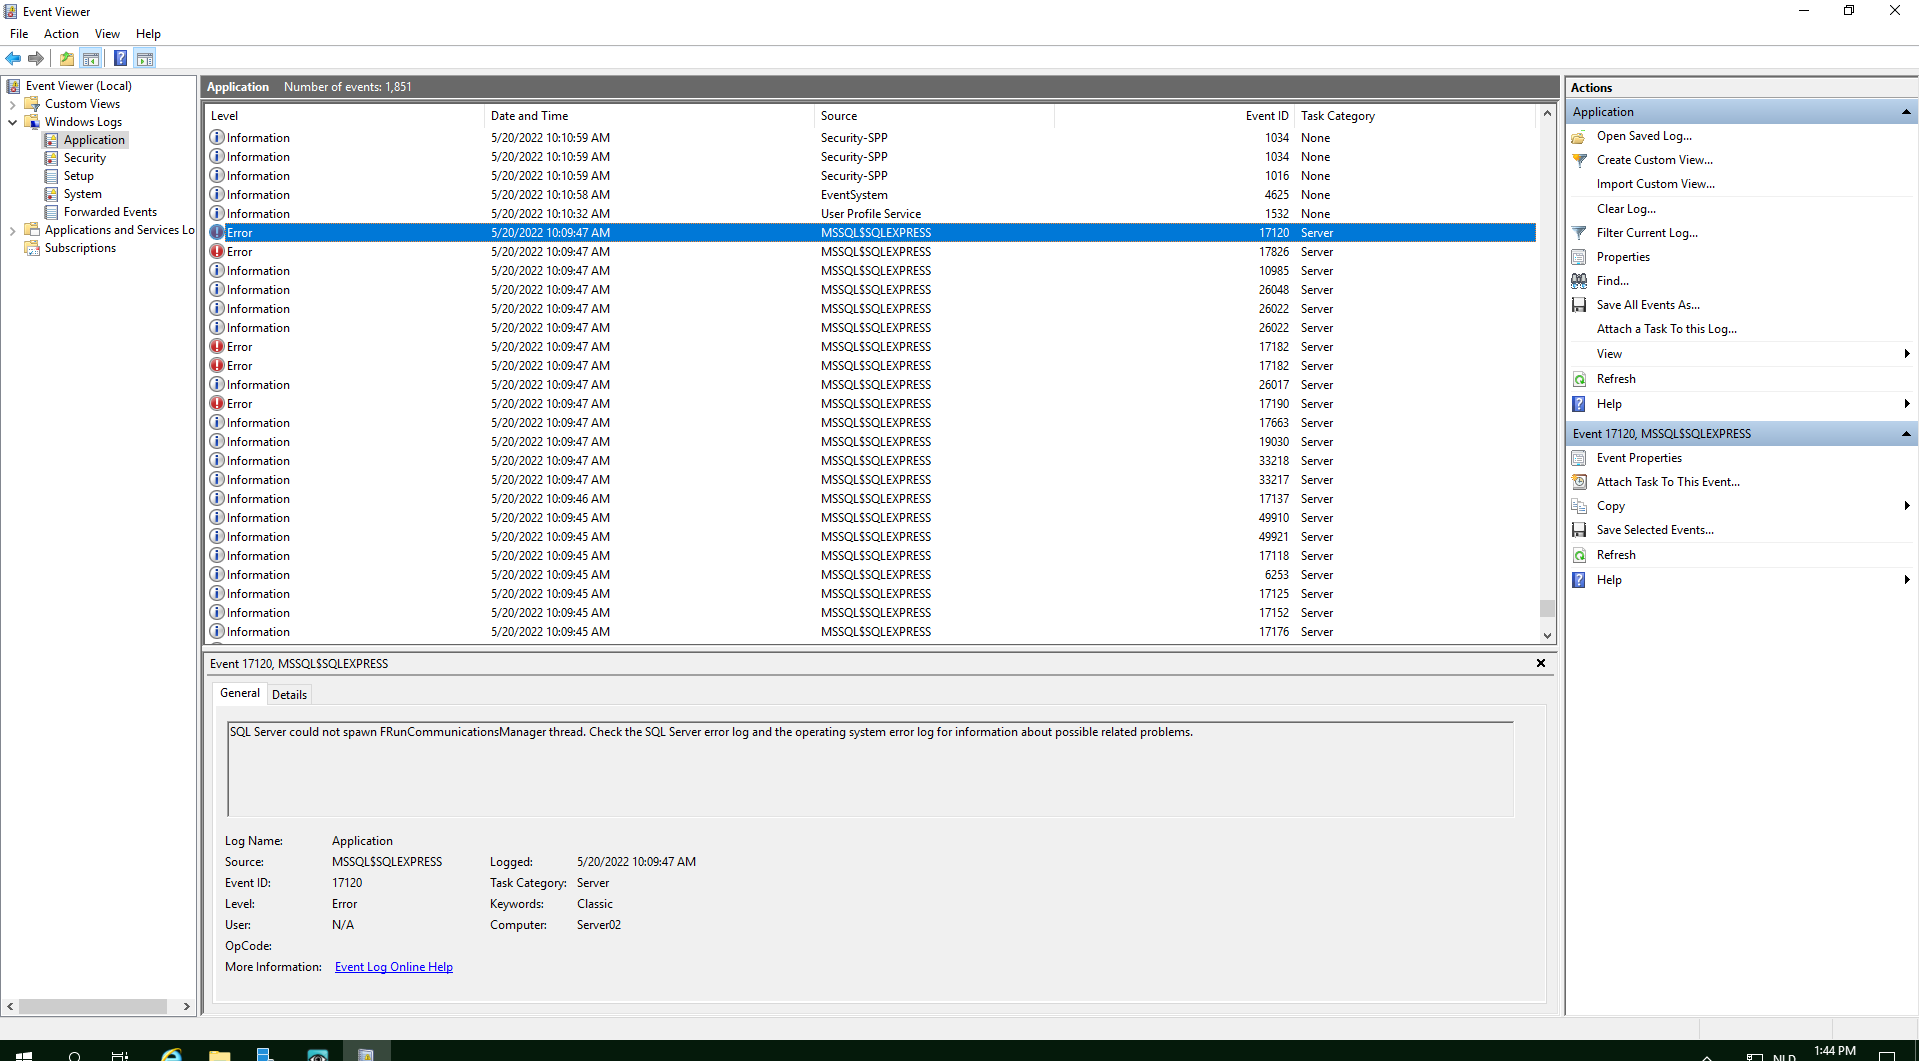 Event Viewer
File Action View Help
Event Viewer (Local)
Custom Views
Windows Logs
Application
Security
Setup
System
Forwarded Events
Applications and Services Lo
Subscriptions
Application Number of events: 1,851
Level Date and Time Source Event ID Task Category
Information 5/20/2022 10:10:59 AM Security-SPP 1034 None
Information 5/20/2022 10:10:59 AM Security-SPP 1034 None
Information 5/20/2022 10:10:59 AM Security-SPP 1016 None
Information 5/20/2022 10:10:58 AM EventSystem 4625 None
Information 5/20/2022 10:10:32 AM User Profile Service 1532 None
Error 5/20/2022 10:09:47 AM MSSQL$SQLEXPRESS 17120 Server
Error 5/20/2022 10:09:47 AM MSSQL$SQLEXPRESS 17826 Server
Information 5/20/2022 10:09:47 AM MSSQL$SQLEXPRESS 10985 Server
Information 5/20/2022 10:09:47 AM MSSQL$SQLEXPRESS 26048 Server
Information 5/20/2022 10:09:47 AM MSSQL$SQLEXPRESS 26022 Server
Information 5/20/2022 10:09:47 AM MSSQL$SQLEXPRESS 26022 Server
Error 5/20/2022 10:09:47 AM MSSQL$SQLEXPRESS 17182 Server
Error 5/20/2022 10:09:47 AM MSSQL$SQLEXPRESS 17182 Server
Information 5/20/2022 10:09:47 AM MSSQL$SQLEXPRESS 26017 Server
Error 5/20/2022 10:09:47 AM MSSQL$SQLEXPRESS 17190 Server
Information 5/20/2022 10:09:47 AM MSSQL$SQLEXPRESS 17663 Server
Information 5/20/2022 10:09:47 AM MSSQL$SQLEXPRESS 19030 Server
Information 5/20/2022 10:09:47 AM MSSQL$SQLEXPRESS 33218 Server
Information 5/20/2022 10:09:47 AM MSSQL$SQLEXPRESS 33217 Server
Information 5/20/2022 10:09:46 AM MSSQL$SQLEXPRESS 17137 Server
Information 5/20/2022 10:09:45 AM MSSQL$SQLEXPRESS 49910 Server
Information 5/20/2022 10:09:45 AM MSSQL$SQLEXPRESS 49921 Server
Information 5/20/2022 10:09:45 AM MSSQL$SQLEXPRESS 17118 Server
Information 5/20/2022 10:09:45 AM MSSQL$SQLEXPRESS 6253 Server
Information 5/20/2022 10:09:45 AM MSSQL$SQLEXPRESS 17125 Server
Information 5/20/2022 10:09:45 AM MSSQL$SQLEXPRESS 17152 Server
Information 5/20/2022 10:09:45 AM MSSQL$SQLEXPRESS 17176 Server
Event 17120, MSSQL$SQLEXPRESS
General Details
SQL Server could not spawn FRunCommunicationsManager thread. Check the SQL Server error log and the operating system error log for information about possible related problems.
Log Name: Application
Source: MSSQL$SQLEXPRESS Logged: 5/20/2022 10:09:47 AM
Event ID: 17120 Task Category: Server
Level: Error Keywords: Classic
User: N/A Computer: Server02
OpCode:
More Information: Event Log Online Help
Actions
Application
Open Saved Log...
Create Custom View...
Import Custom View...
Clear Log...
Filter Current Log...
Properties
Find...
Save All Events As...
Attach a Task To this Log...
View
Refresh
Help
Event 17120, MSSQL$SQLEXPRESS
Event Properties
Attach Task To This Event...
Copy
Save Selected Events...
Refresh
Help
NLD
1:44 PM